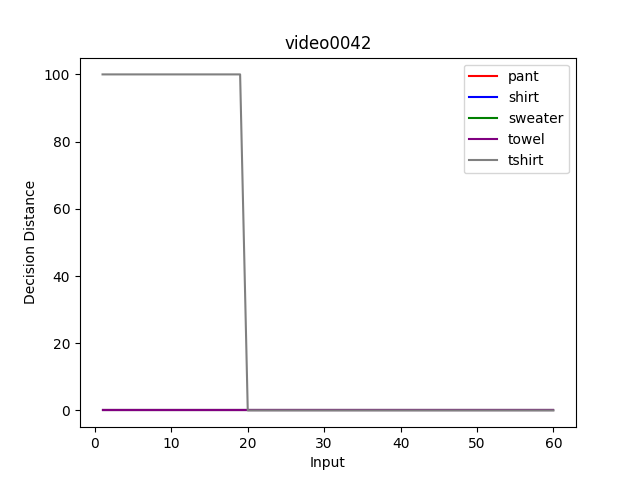 video0042
Decision Distance
100
80
60
40
20
0
pant
shirt
sweater
towel
tshirt
0 10 20 30 40 50 60
Input